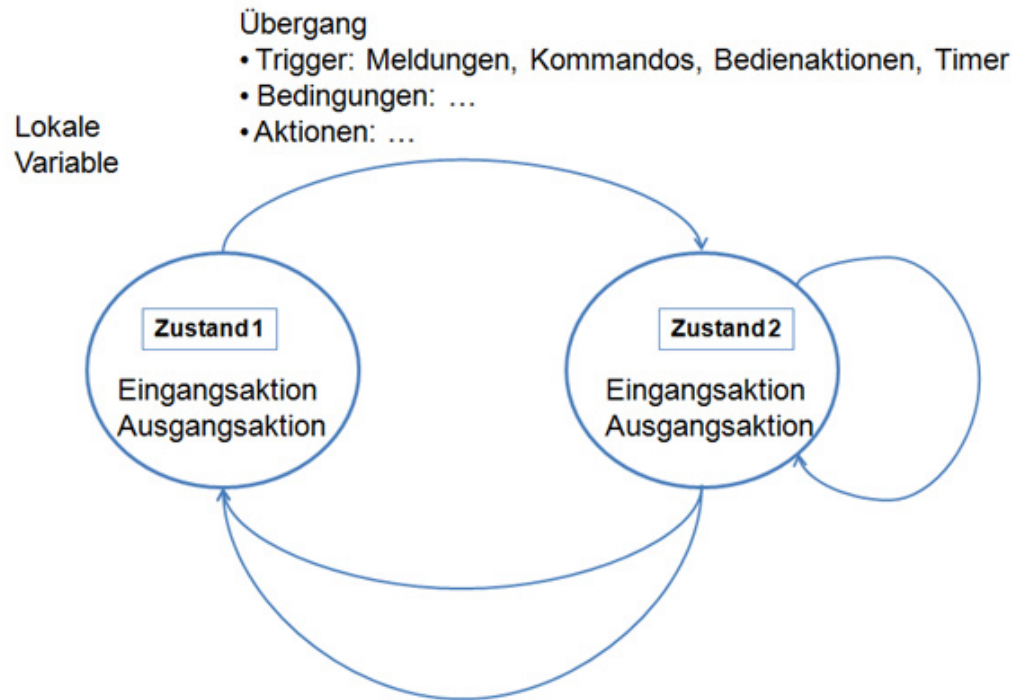 Übergang
• Trigger: Meldungen, Kommandos, Bedienaktionen, Timer
• Bedingungen: …
• Aktionen: …
Lokale
Variable
Zustand1
Eingangsaktion
Ausgangsaktion
Zustand2
Eingangsaktion
Ausgangsaktion